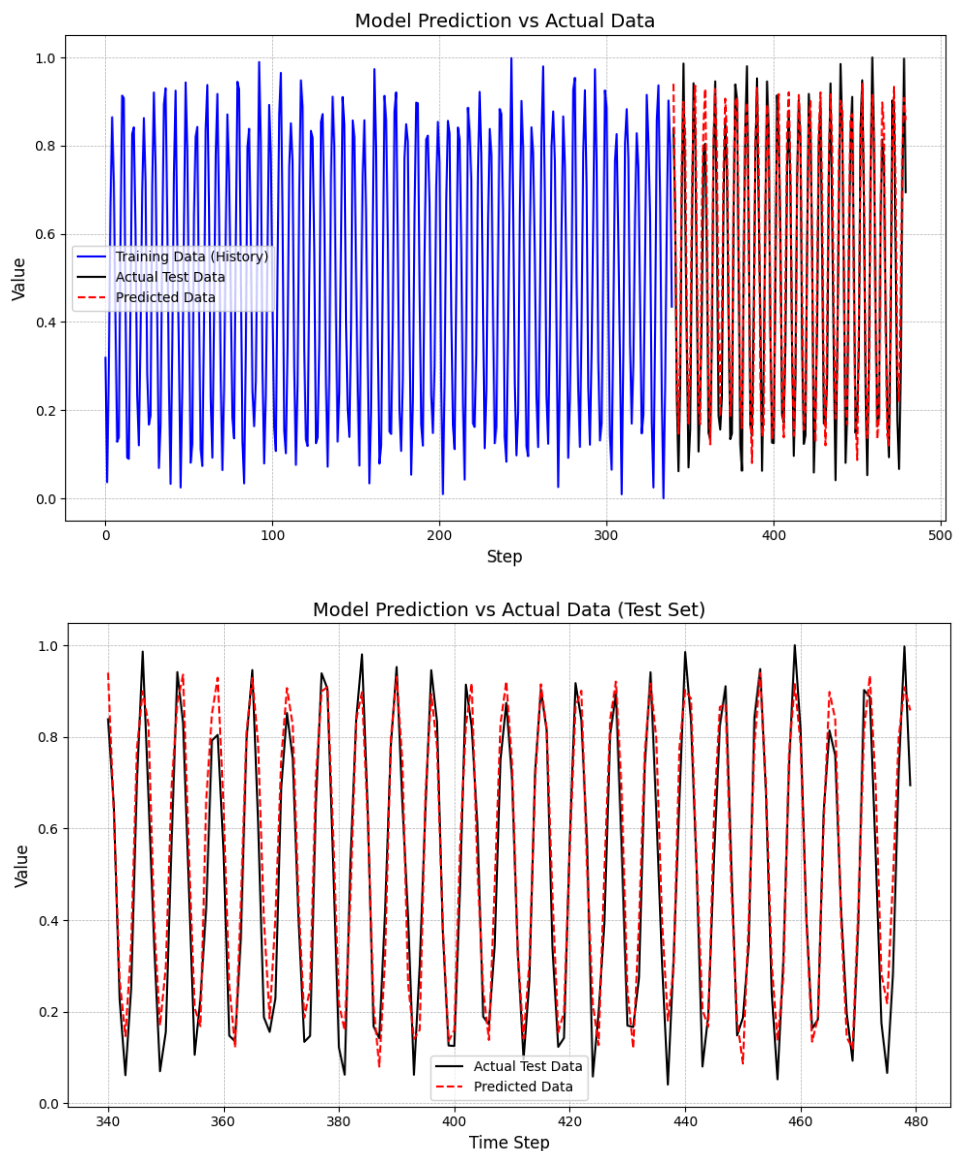 Model Prediction vs Actual Data
1.0
0.8
0.6
0.4
0.2
0.0
Value
Training Data (History)
Actual Test Data
Predicted Data
0 100 200 300 400 500
Step
Model Prediction vs Actual Data (Test Set)
1.0
0.8
0.6
0.4
0.2
0.0
Value
Actual Test Data
Predicted Data
340 360 380 400 420 440 460 480
Time Step